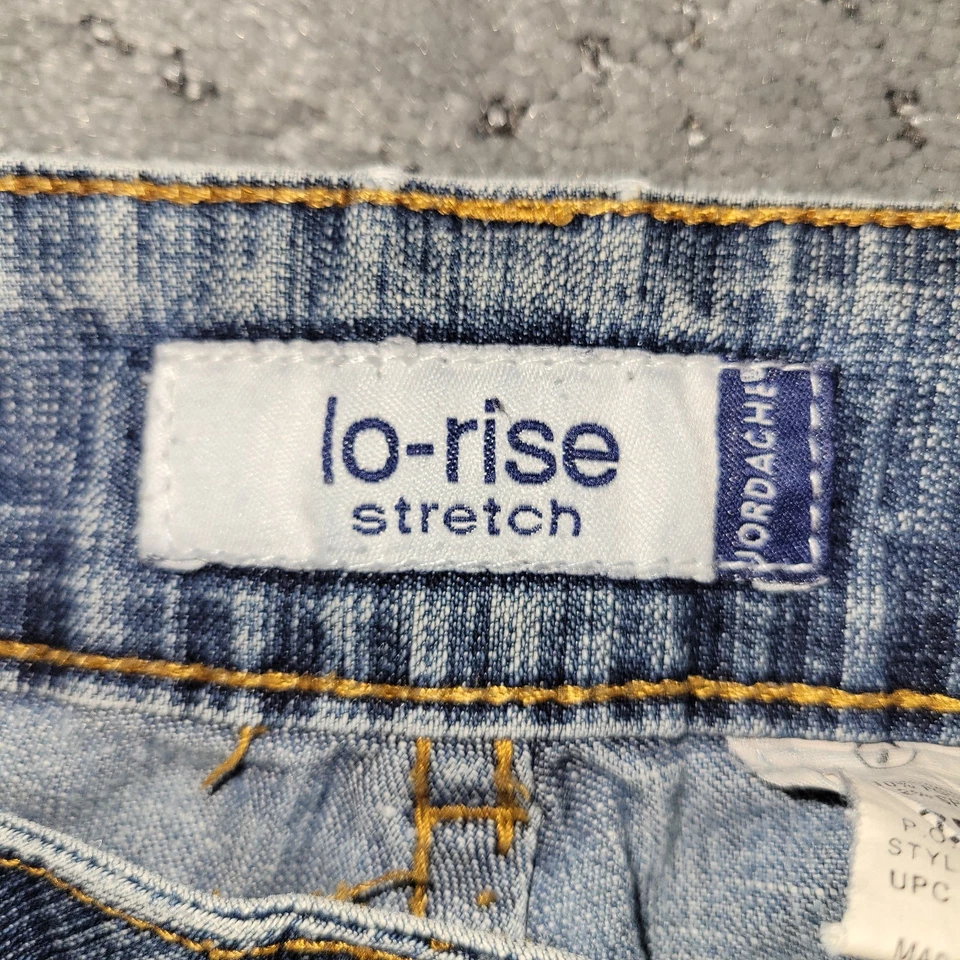 lo-rise
stretch
JORDACHE
P.O.
STYL
UPC